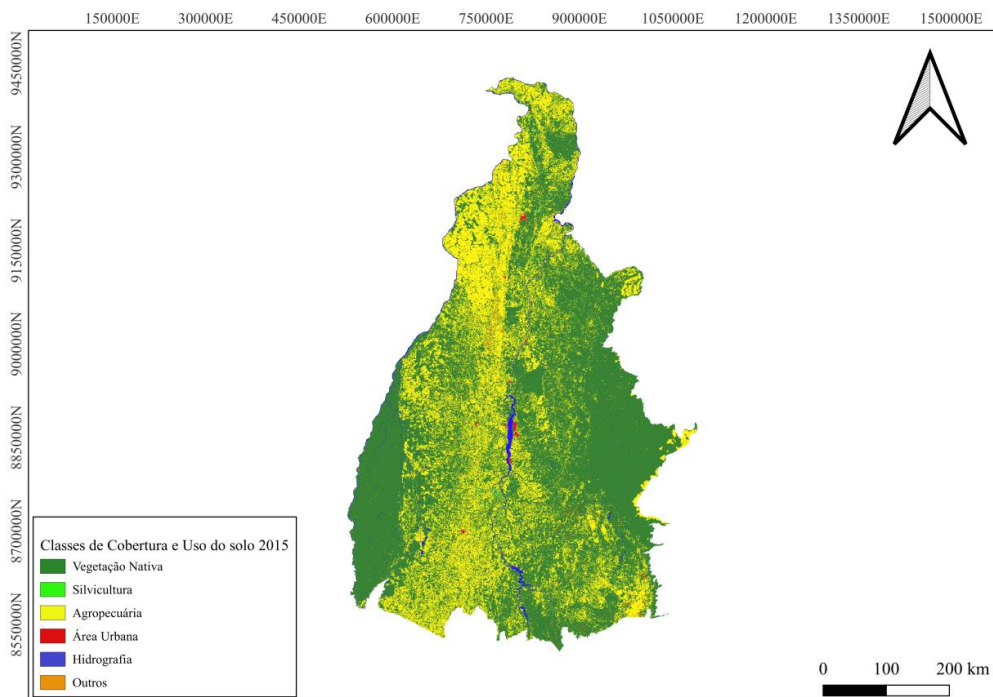 150000E 300000E 450000E 6000000E 750000E 900000E 1050000E 1200000E 1350000E 1500000E
9450000N
9300000N
9150000N
9000000N
8850000N
8700000N
8550000N
Classes de Cobertura e Uso do solo 2015
Vegetação Nativa
Silvicultura
Agropecuária
Área Urbana
Hidrografia
Outros
0 100 200 km